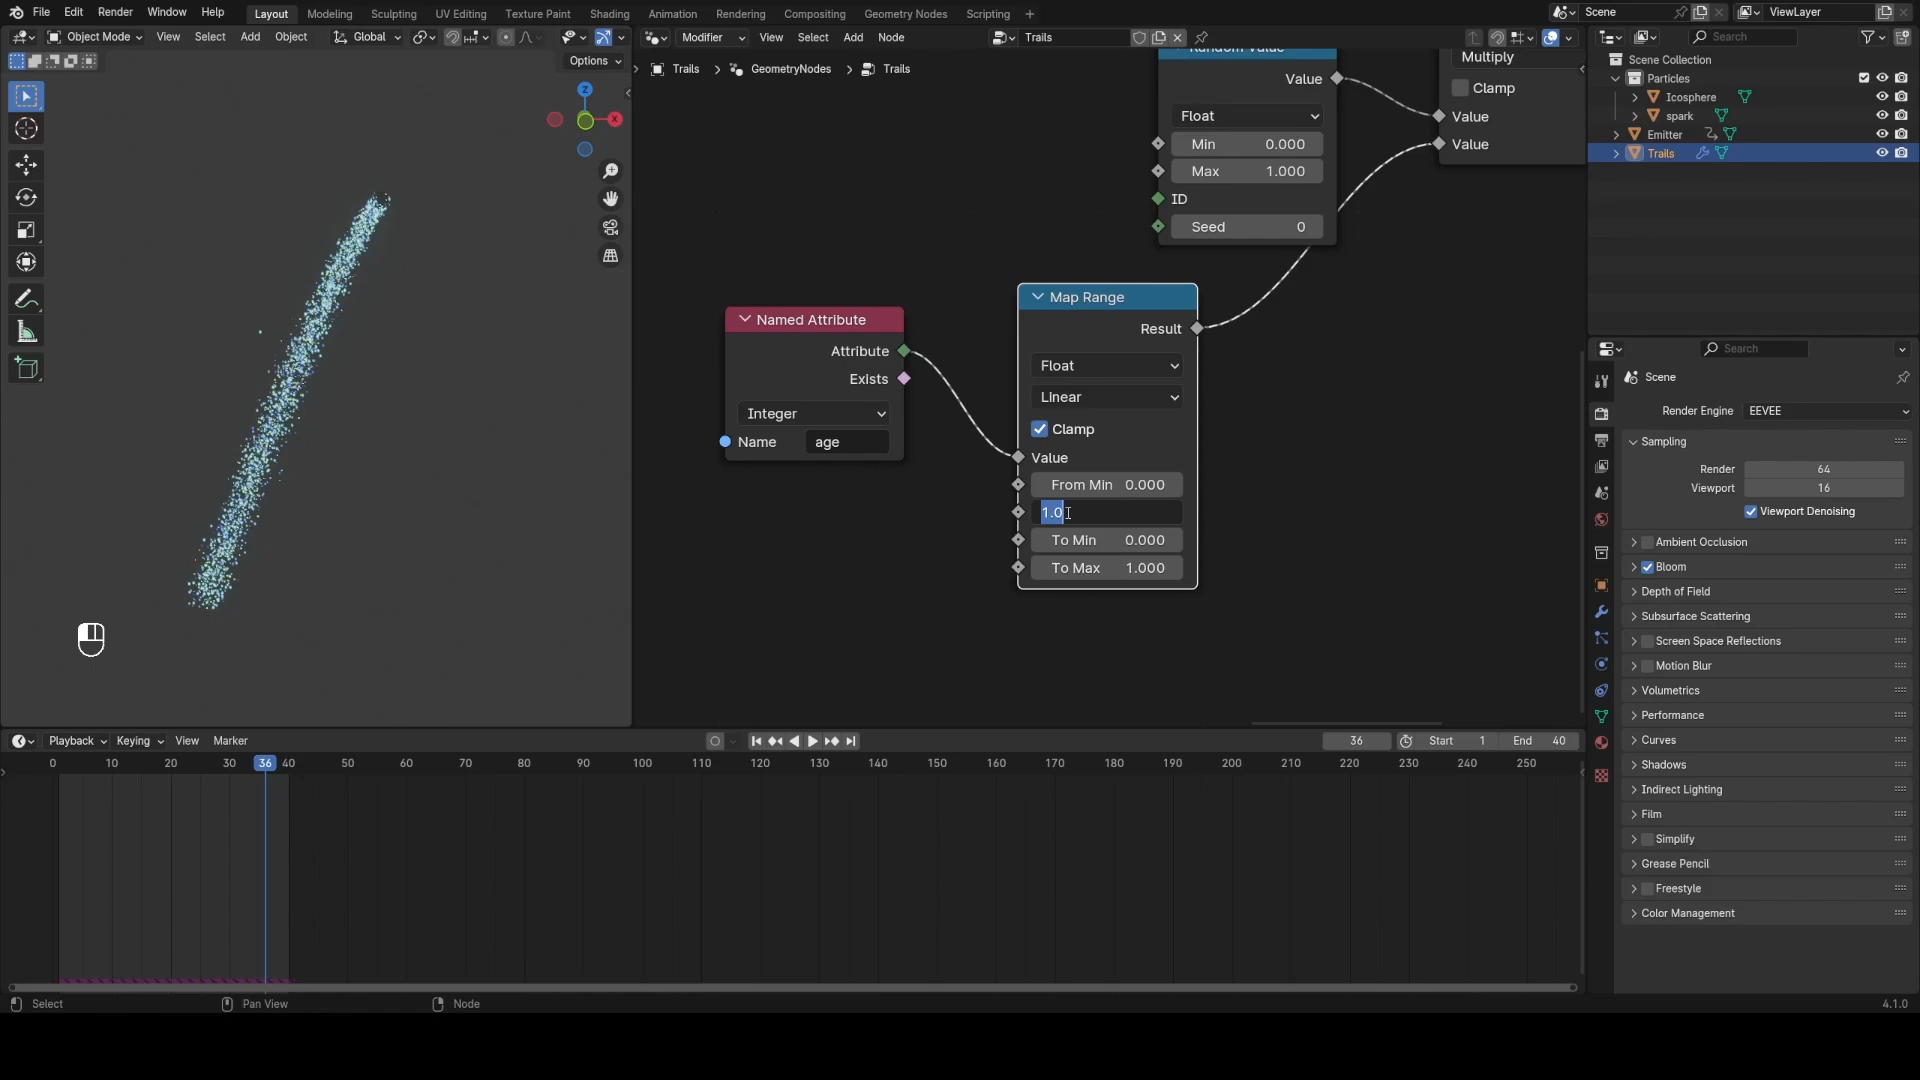 File Edit Render Window Help
Layout Modeling Sculpting UV Editing Texture Paint Shading Animation Rendering Compositing Geometry Nodes Scripting +
Scene
ViewLayer
Object Mode View Select Add Object Global
Options
Z
X
Modifier View Select Add Node
Trails
Trails > GeometryNodes > Trails
Random Value
Value
Float
Min 0.000
Max 1.000
ID
Seed 0
Multiply
Clamp
Value
Value
Named Attribute
Attribute
Exists
Integer
Name age
Map Range
Result
Float
Linear
Clamp
Value
From Min 0.000
1.0
To Min 0.000
To Max 1.000
Search
Scene Collection
Particles
Icosphere
spark
Emitter
Trails
Search
Scene
Render Engine EEVEE
Sampling
Render 64
Viewport 16
Viewport Denoising
Ambient Occlusion
Bloom
Depth of Field
Subsurface Scattering
Screen Space Reflections
Motion Blur
Volumetrics
Performance
Curves
Shadows
Indirect Lighting
Film
Simplify
Grease Pencil
Freestyle
Color Management
Playback Keying View Marker
36 Start 1 End 40
0 10 20 30 36 40 50 60 70 80 90 100 110 120 130 140 150 160 170 180 190 200 210 220 230 240 250
Select Pan View Node
4.1.0